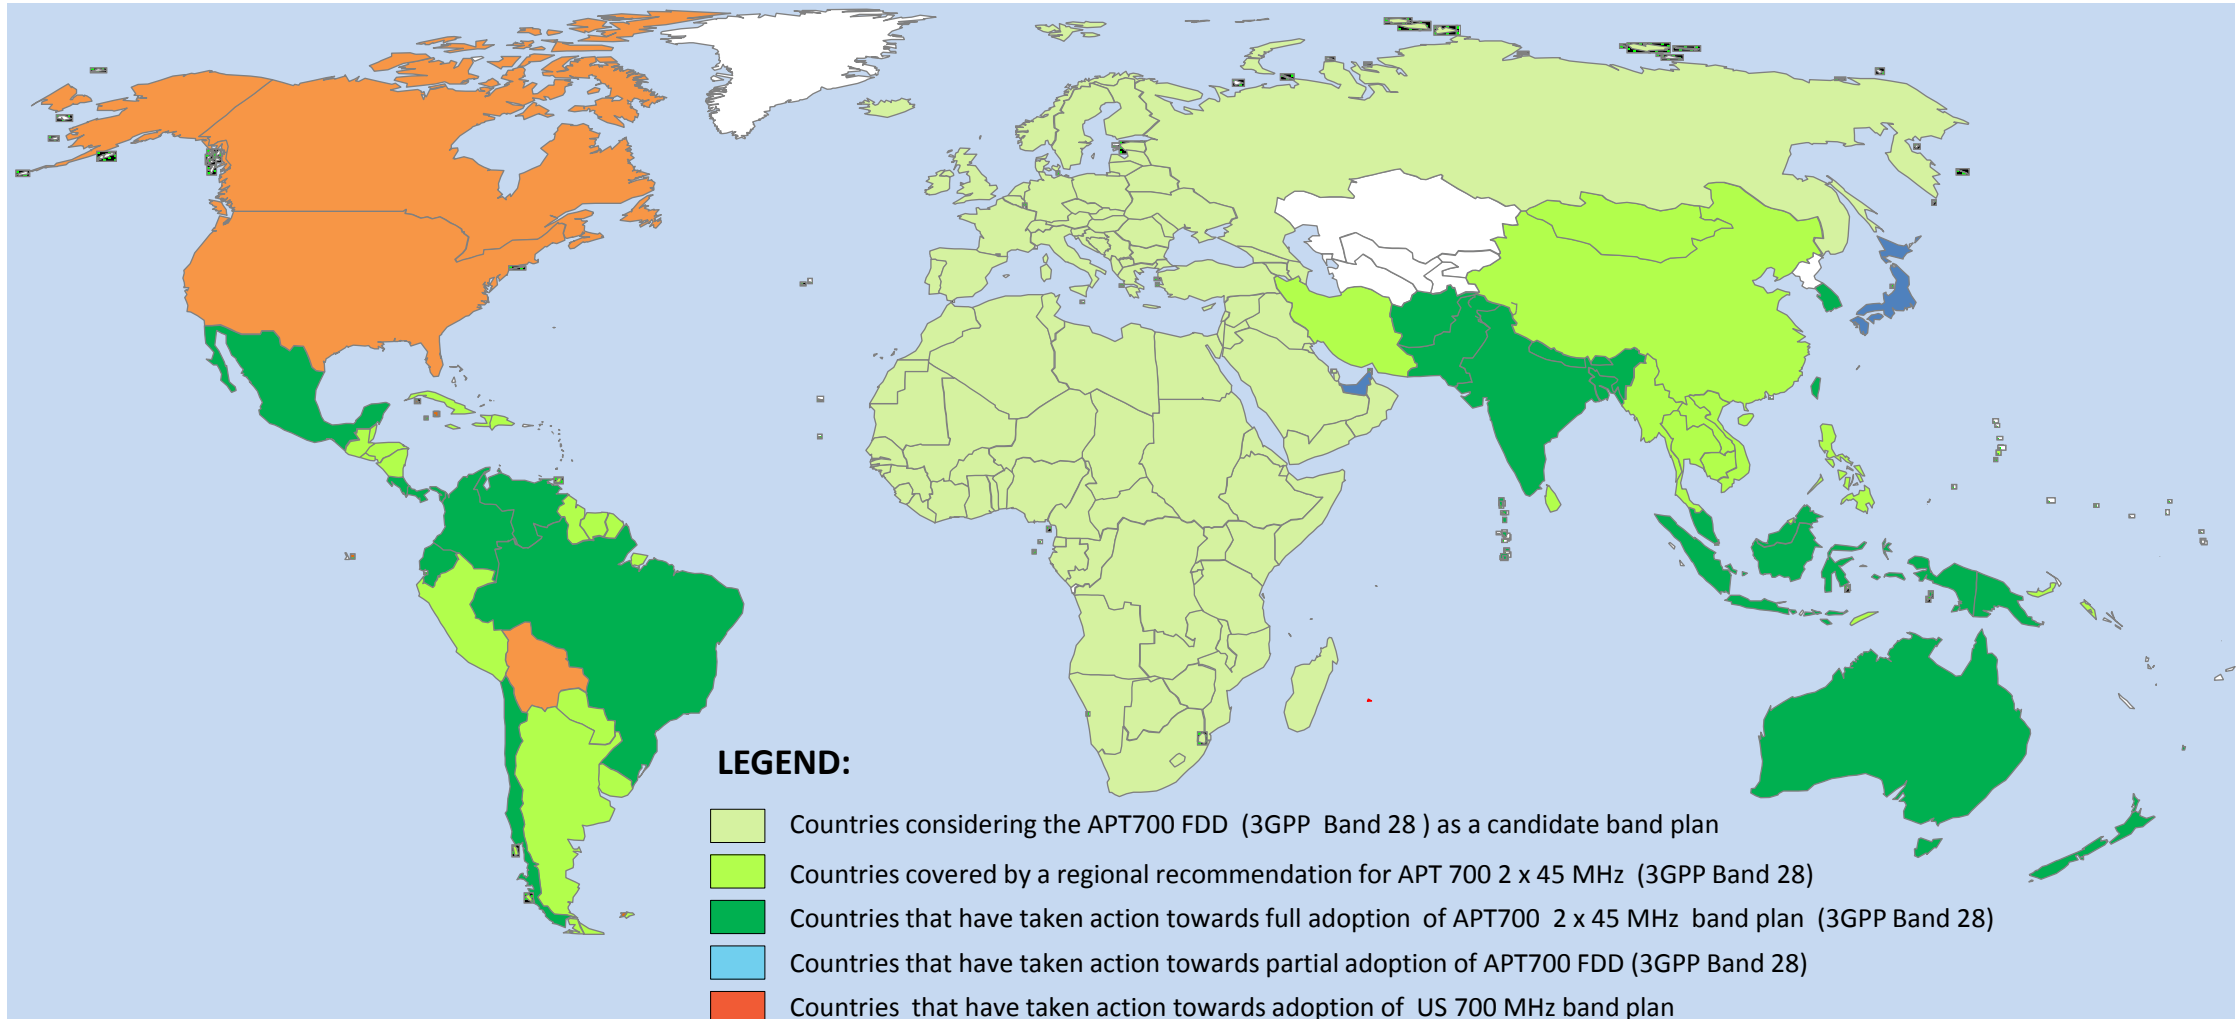 LEGEND:
Countries considering the APT700 FDD (3GPP Band 28 ) as a candidate band plan
Countries covered by a regional recommendation for APT 700 2 x 45 MHz (3GPP Band 28)
Countries that have taken action towards full adoption of APT700 2 x 45 MHz band plan (3GPP Band 28)
Countries that have taken action towards partial adoption of APT700 FDD (3GPP Band 28)
Countries that have taken action towards adoption of US 700 MHz band plan